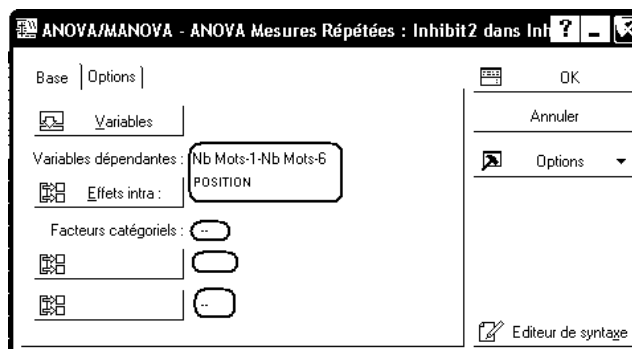 ANOVA/MANOVA - ANOVA Mesures Répétées : Inhibit2 dans Inh
Base Options
Variables
Variables dépendantes : Nb Mots-1-Nb Mots-6
Effets intra : POSITION
Facteurs catégoriels : --
--
OK
Annuler
Options
Editeur de syntaxe